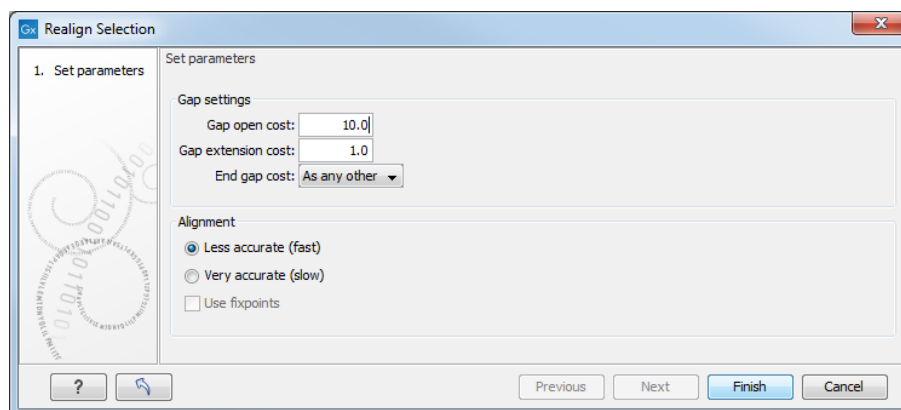 Gx Realign Selection
1. Set parameters
Set parameters
Gap settings
Gap open cost: 10.0
Gap extension cost: 1.0
End gap cost: As any other
Alignment
Less accurate (fast)
Very accurate (slow)
Use fixpoints
? Previous Next Finish Cancel